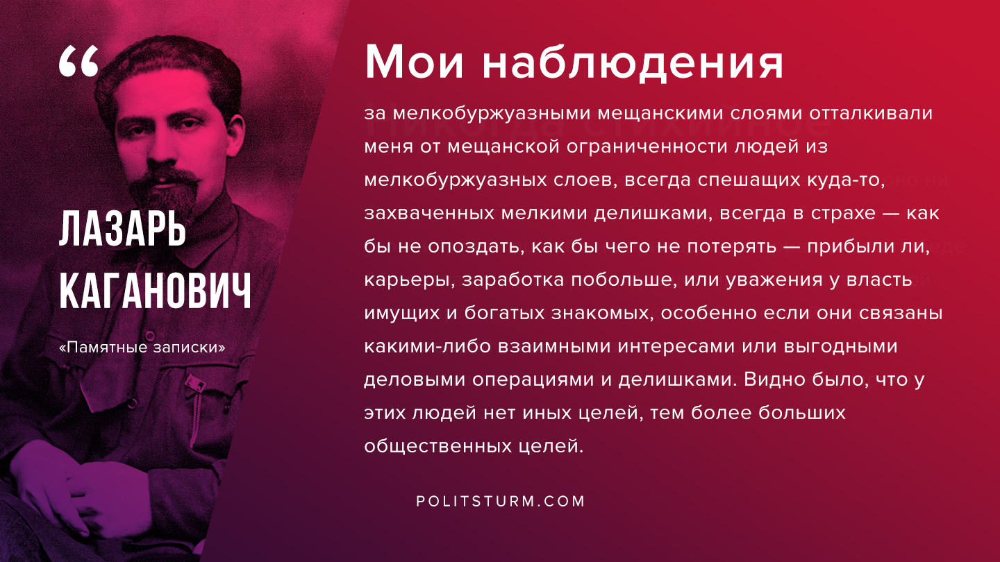 “
ЛАЗАРЬ
КАГАНОВИЧ
«Памятные записки»
Мои наблюдения
за мелкобуржуазными мещанскими слоями отталкивали
меня от мещанской ограниченности людей из
мелкобуржуазных слоев, всегда спешащих куда-то,
захваченных мелкими делишками, всегда в страхе — как
бы не опоздать, как бы чего не потерять — прибыли ли,
карьеры, заработка побольше, или уважения у власть
имущих и богатых знакомых, особенно если они связаны
какими-либо взаимными интересами или выгодными
деловыми операциями и делишками. Видно было, что у
этих людей нет иных целей, тем более больших
общественных целей.
POLITSTURM.COM